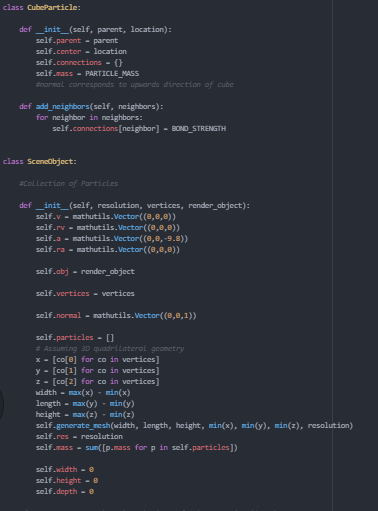 class CubeParticle:
def __init__(self, parent, location):
self.parent = parent
self.center = location
self.connections = {}
self.mass = PARTICLE_MASS
#normal corresponds to upwards direction of cube
def add_neighbors(self, neighbors):
for neighbor in neighbors:
self.connections[neighbor] = BOND_STRENGTH
class SceneObject:
#Collection of Particles
def __init__(self, resolution, vertices, render_object):
self.v = mathutils.Vector((0,0,0))
self.rv = mathutils.Vector((0,0,0))
self.a = mathutils.Vector((0,0,-9.8))
self.ra = mathutils.Vector((0,0,0))
self.obj = render_object
self.vertices = vertices
self.normal = mathutils.Vector((0,0,1))
self.particles = []
# Assuming 3D quadrilateral geometry
x = [co[0] for co in vertices]
y = [co[1] for co in vertices]
z = [co[2] for co in vertices]
width = max(x) - min(x)
length = max(y) - min(y)
height = max(z) - min(z)
self.generate_mesh(width, length, height, min(x), min(y), min(z), resolution)
self.res = resolution
self.mass = sum([p.mass for p in self.particles])
self.width = 0
self.height = 0
self.depth = 0